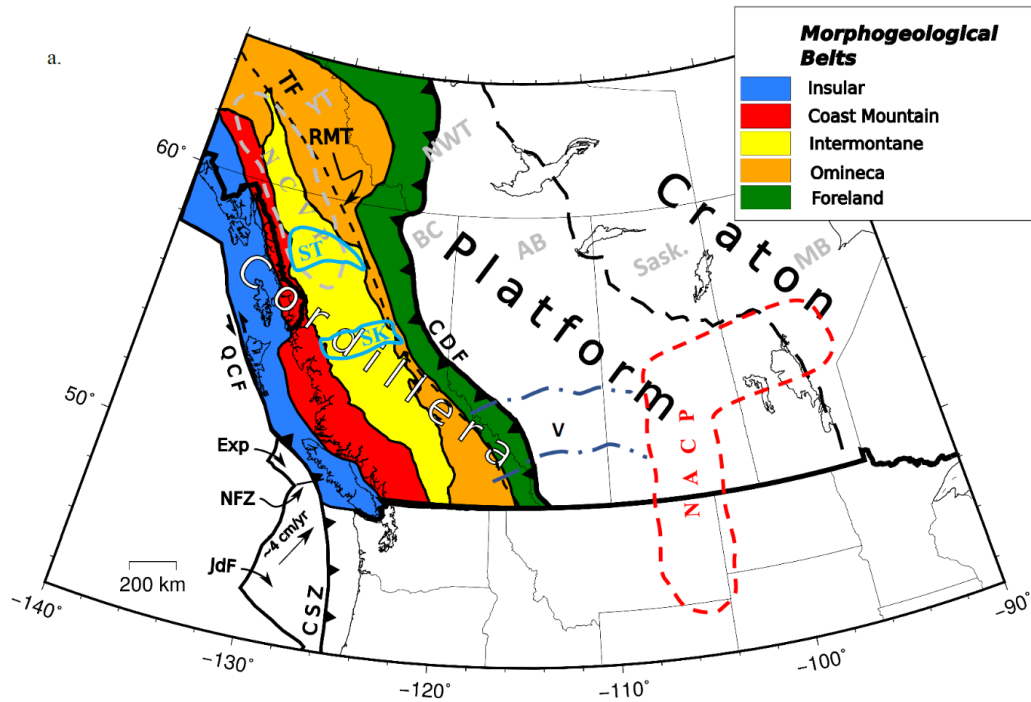 a.
Morphogeological
Belts
Insular
Coast Mountain
Intermontane
Omineca
Foreland
TF
YT
RMT
NWT
60°
NCVP
BC
AB
Sask.
MB
Craton
Platform
ST
Cordillera
SK
CDF
QCF
50°
V
NACP
Exp
NFZ
~4 cm/yr
JdF
CSZ
200 km
−140°
−130°
−120°
−110°
−100°
−90°